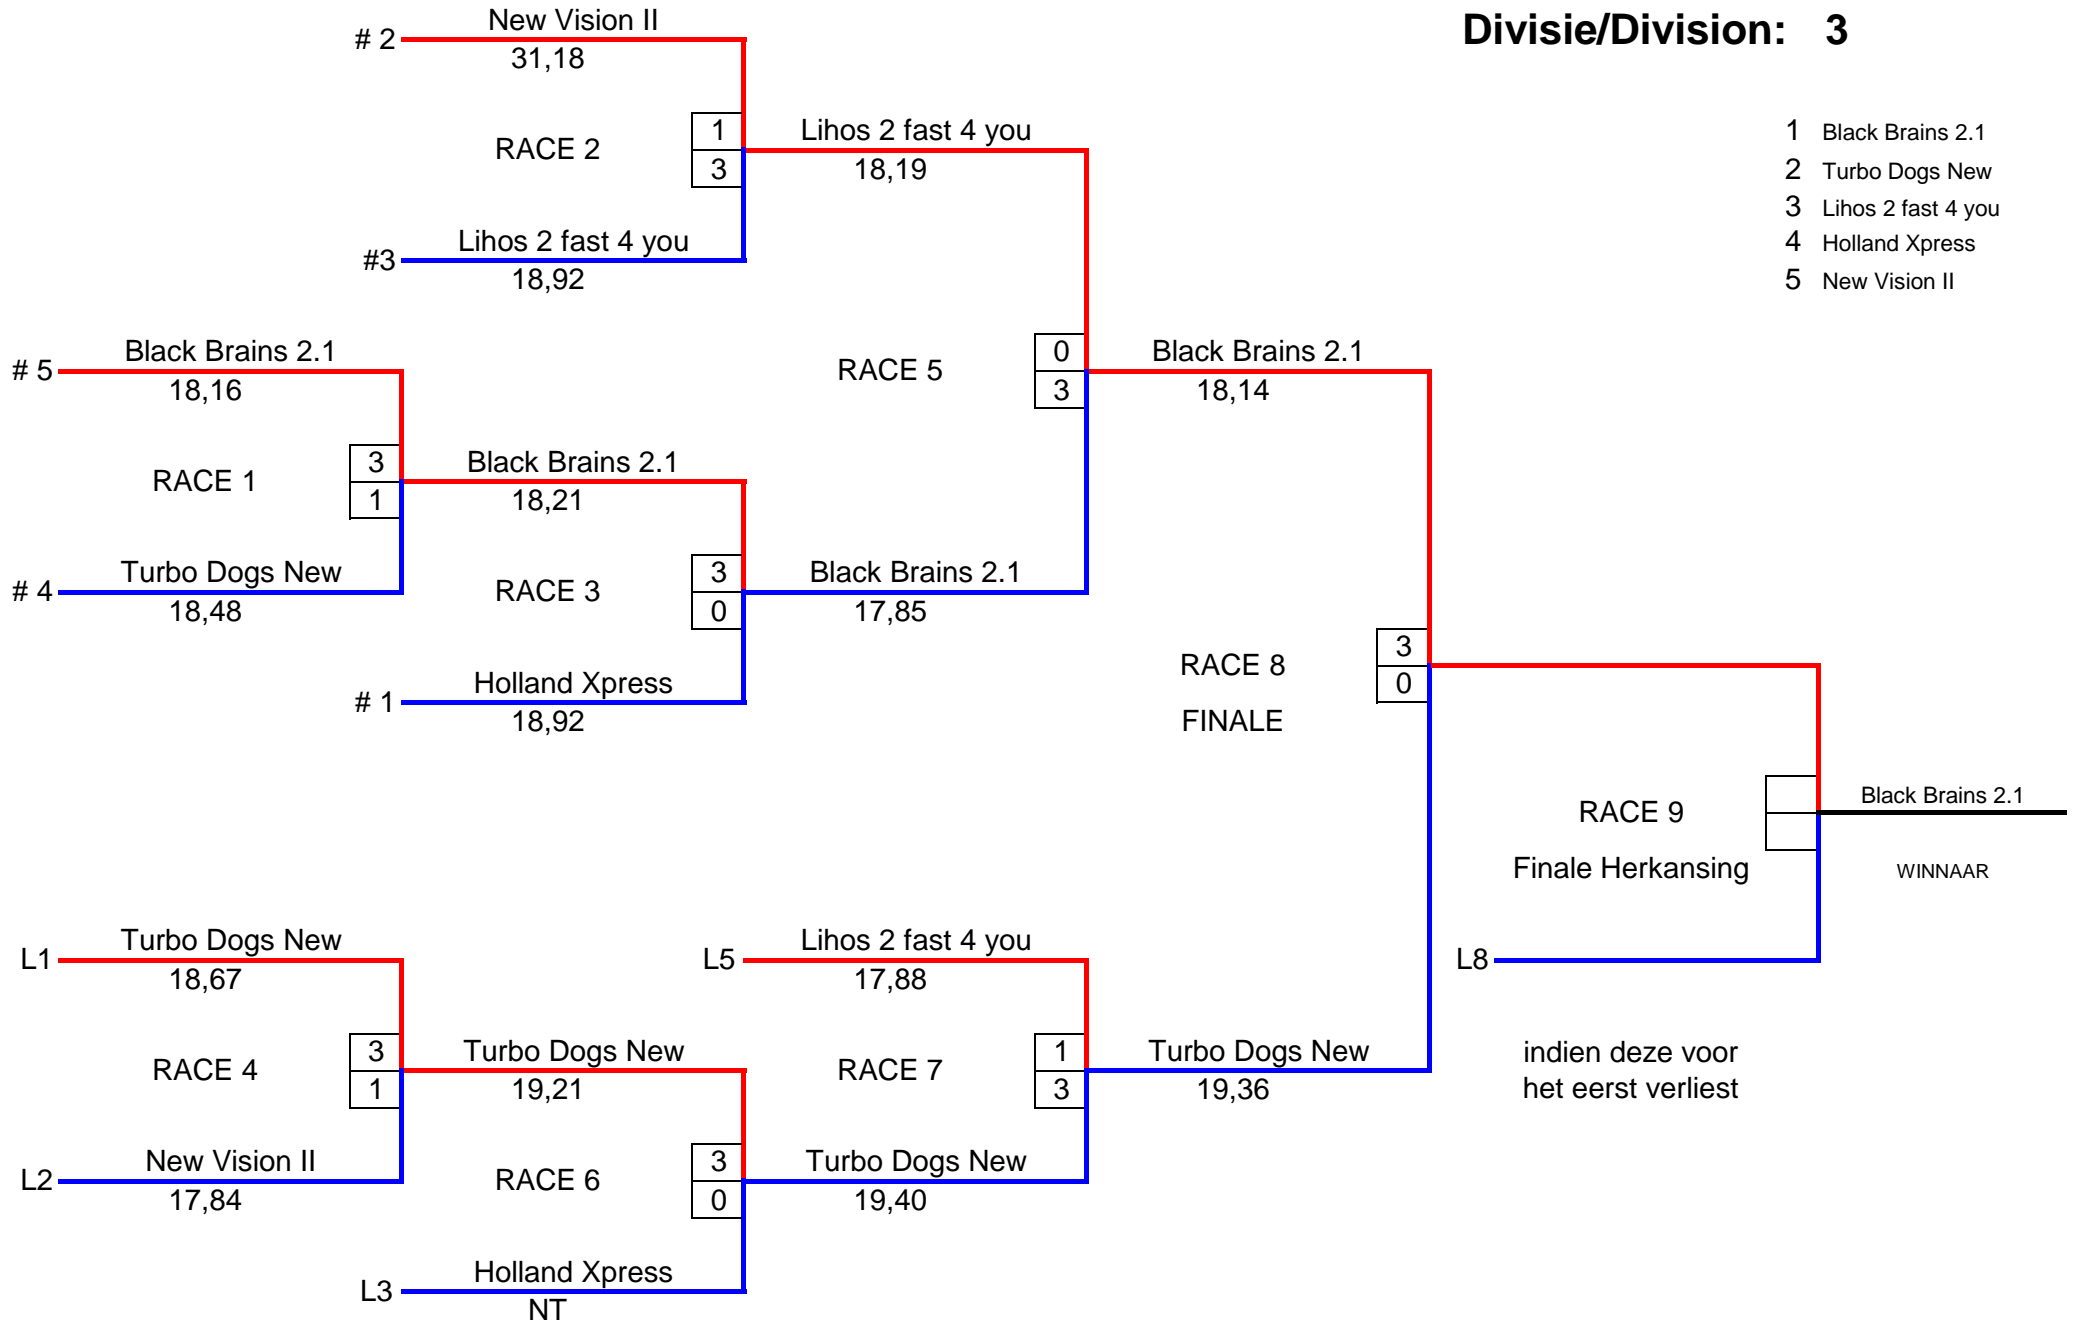 Divisie/Division: 3
1 Black Brains 2.1
2 Turbo Dogs New
3 Lihos 2 fast 4 you
4 Holland Xpress
5 New Vision II
# 2 New Vision II
31,18
RACE 2
1
3
#3 Lihos 2 fast 4 you
18,92
Lihos 2 fast 4 you
18,19
# 5 Black Brains 2.1
18,16
RACE 1
3
1
# 4 Turbo Dogs New
18,48
Black Brains 2.1
18,21
RACE 3
3
0
# 1 Holland Xpress
18,92
Black Brains 2.1
17,85
RACE 5
0
3
Black Brains 2.1
18,14
RACE 8
FINALE
3
0
RACE 9
Finale Herkansing
Black Brains 2.1
WINNAAR
L1 Turbo Dogs New
18,67
RACE 4
3
1
L2 New Vision II
17,84
Turbo Dogs New
19,21
RACE 6
3
0
L3 Holland Xpress
NT
L5 Lihos 2 fast 4 you
17,88
RACE 7
1
3
Turbo Dogs New
19,40
Turbo Dogs New
19,36
L8
indien deze voor
het eerst verliest